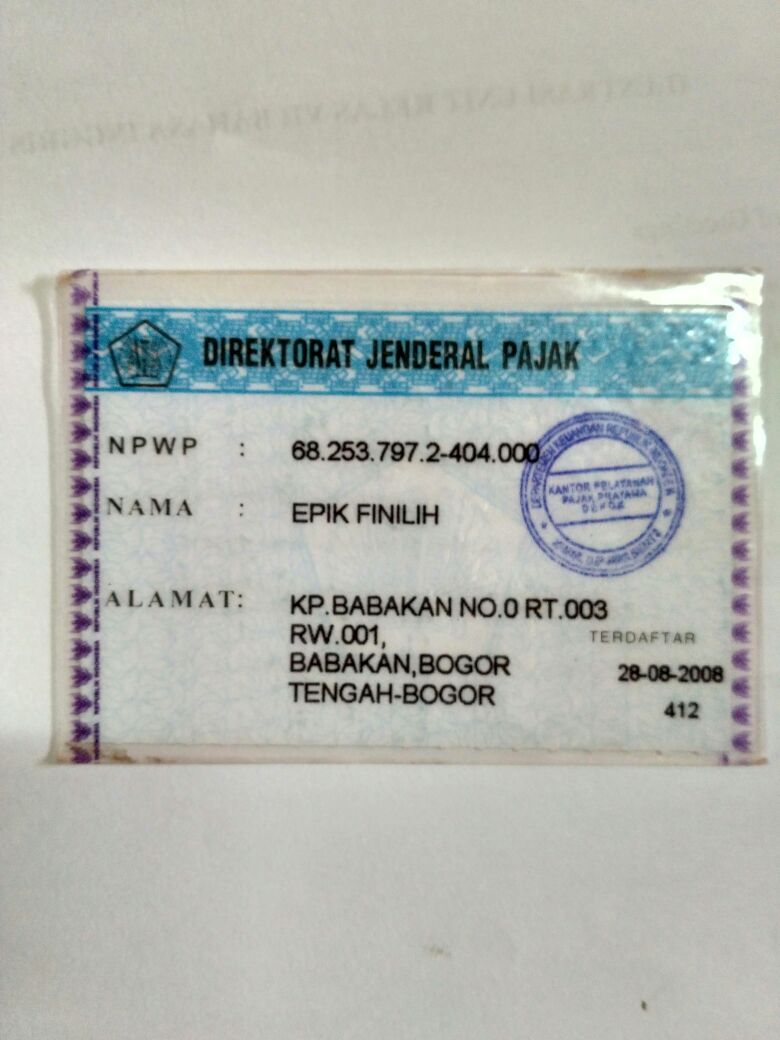 DIREKTORAT JENDERAL PAJAK
NPWP : 68.253.797.2-404.000
NAMA : EPIK FINILIH
ALAMAT: KP.BABAKAN NO.0 RT.003
RW.001,
BABAKAN,BOGOR
TENGAH-BOGOR
TERDAFTAR
28-08-2008
412
DEPARTEMEN KEUANGAN REPUBLIK INDONESIA
KANTOR PELAYANAN
PAJAK PRATAMA
DEPOK